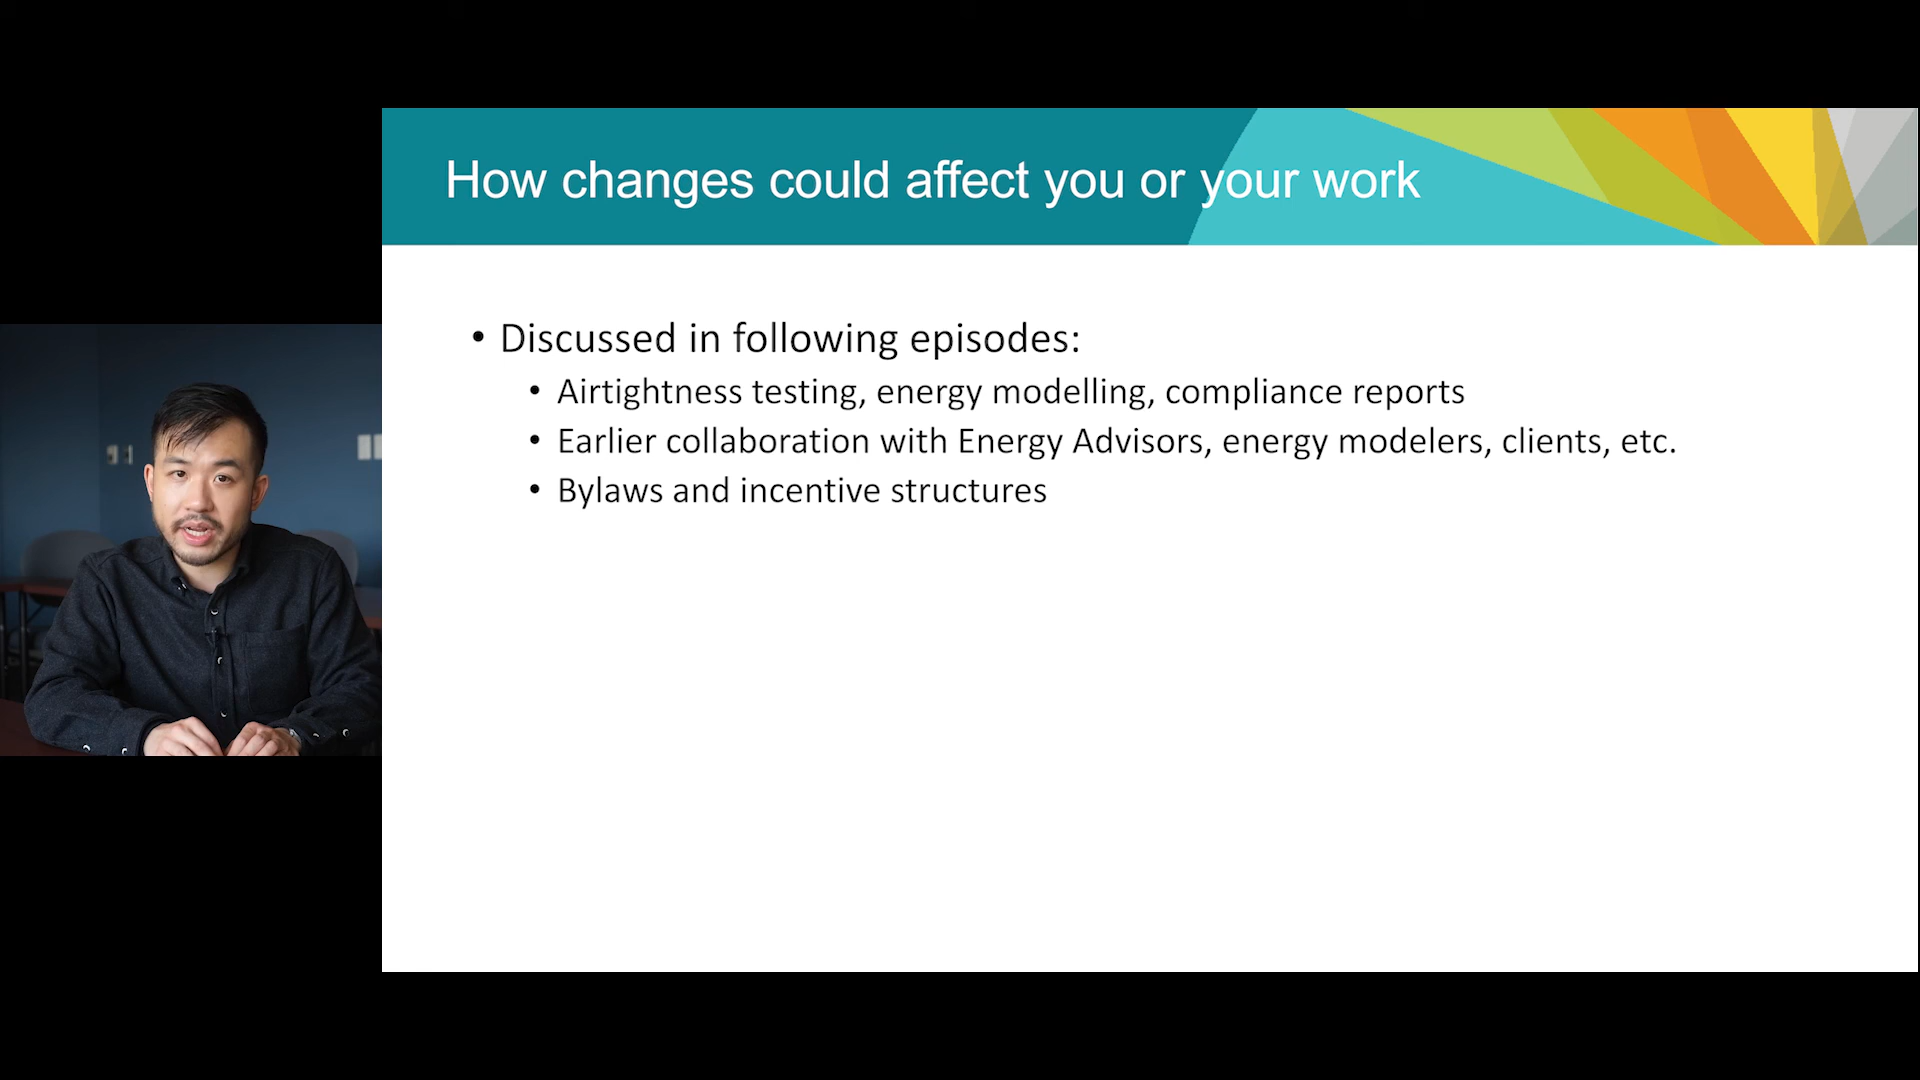 How changes could affect you or your work
• Discussed in following episodes:
• Airtightness testing, energy modelling, compliance reports
• Earlier collaboration with Energy Advisors, energy modelers, clients, etc.
• Bylaws and incentive structures